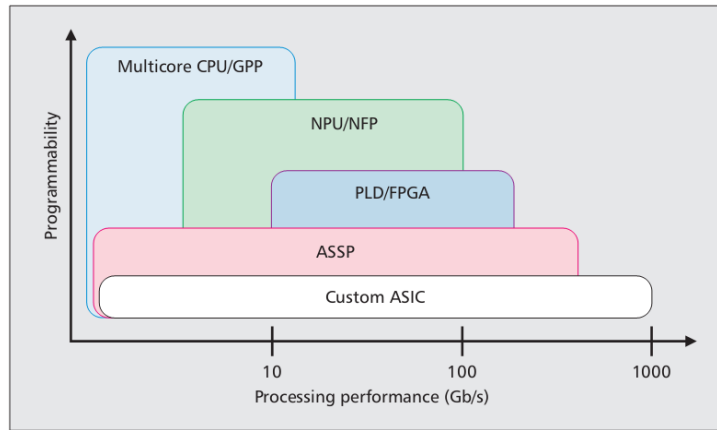 Programmability
Multicore CPU/GPP
NPU/NFP
PLD/FPGA
ASSP
Custom ASIC
10
100
1000
Processing performance (Gb/s)